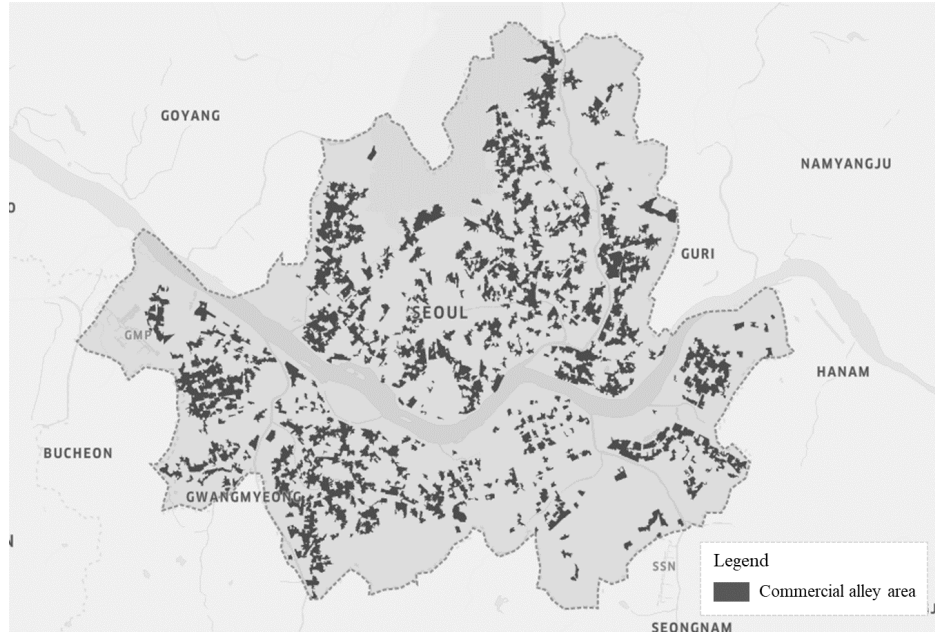 GOYANG
NAMYANGJU
GURI
SEOUL
GMP
HANAM
BUCHEON
GWANGMYEONG
SSN
SEONGNAM
Legend
Commercial alley area